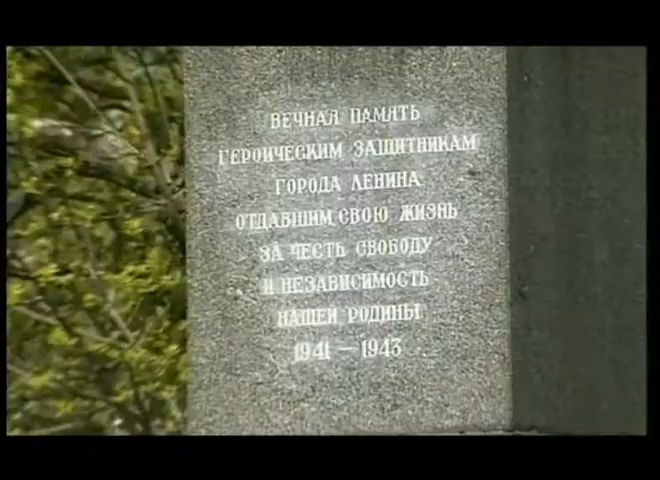 ВЕЧНАЯ ПАМЯТЬ
ГЕРОИЧЕСКИМ ЗАЩИТНИКАМ
ГОРОДА ЛЕНИНА
ОТДАВШИМ СВОЮ ЖИЗНЬ
ЗА ЧЕСТЬ СВОБОДУ
И НЕЗАВИСИМОСТЬ
НАШЕЙ РОДИНЫ
1941 — 1943